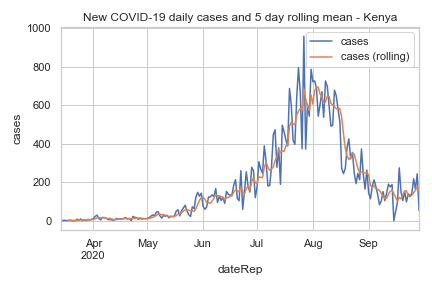 New COVID-19 daily cases and 5 day rolling mean - Kenya
cases
cases (rolling)
cases
1000
800
600
400
200
0
Apr
2020
May
Jun
Jul
Aug
Sep
dateRep